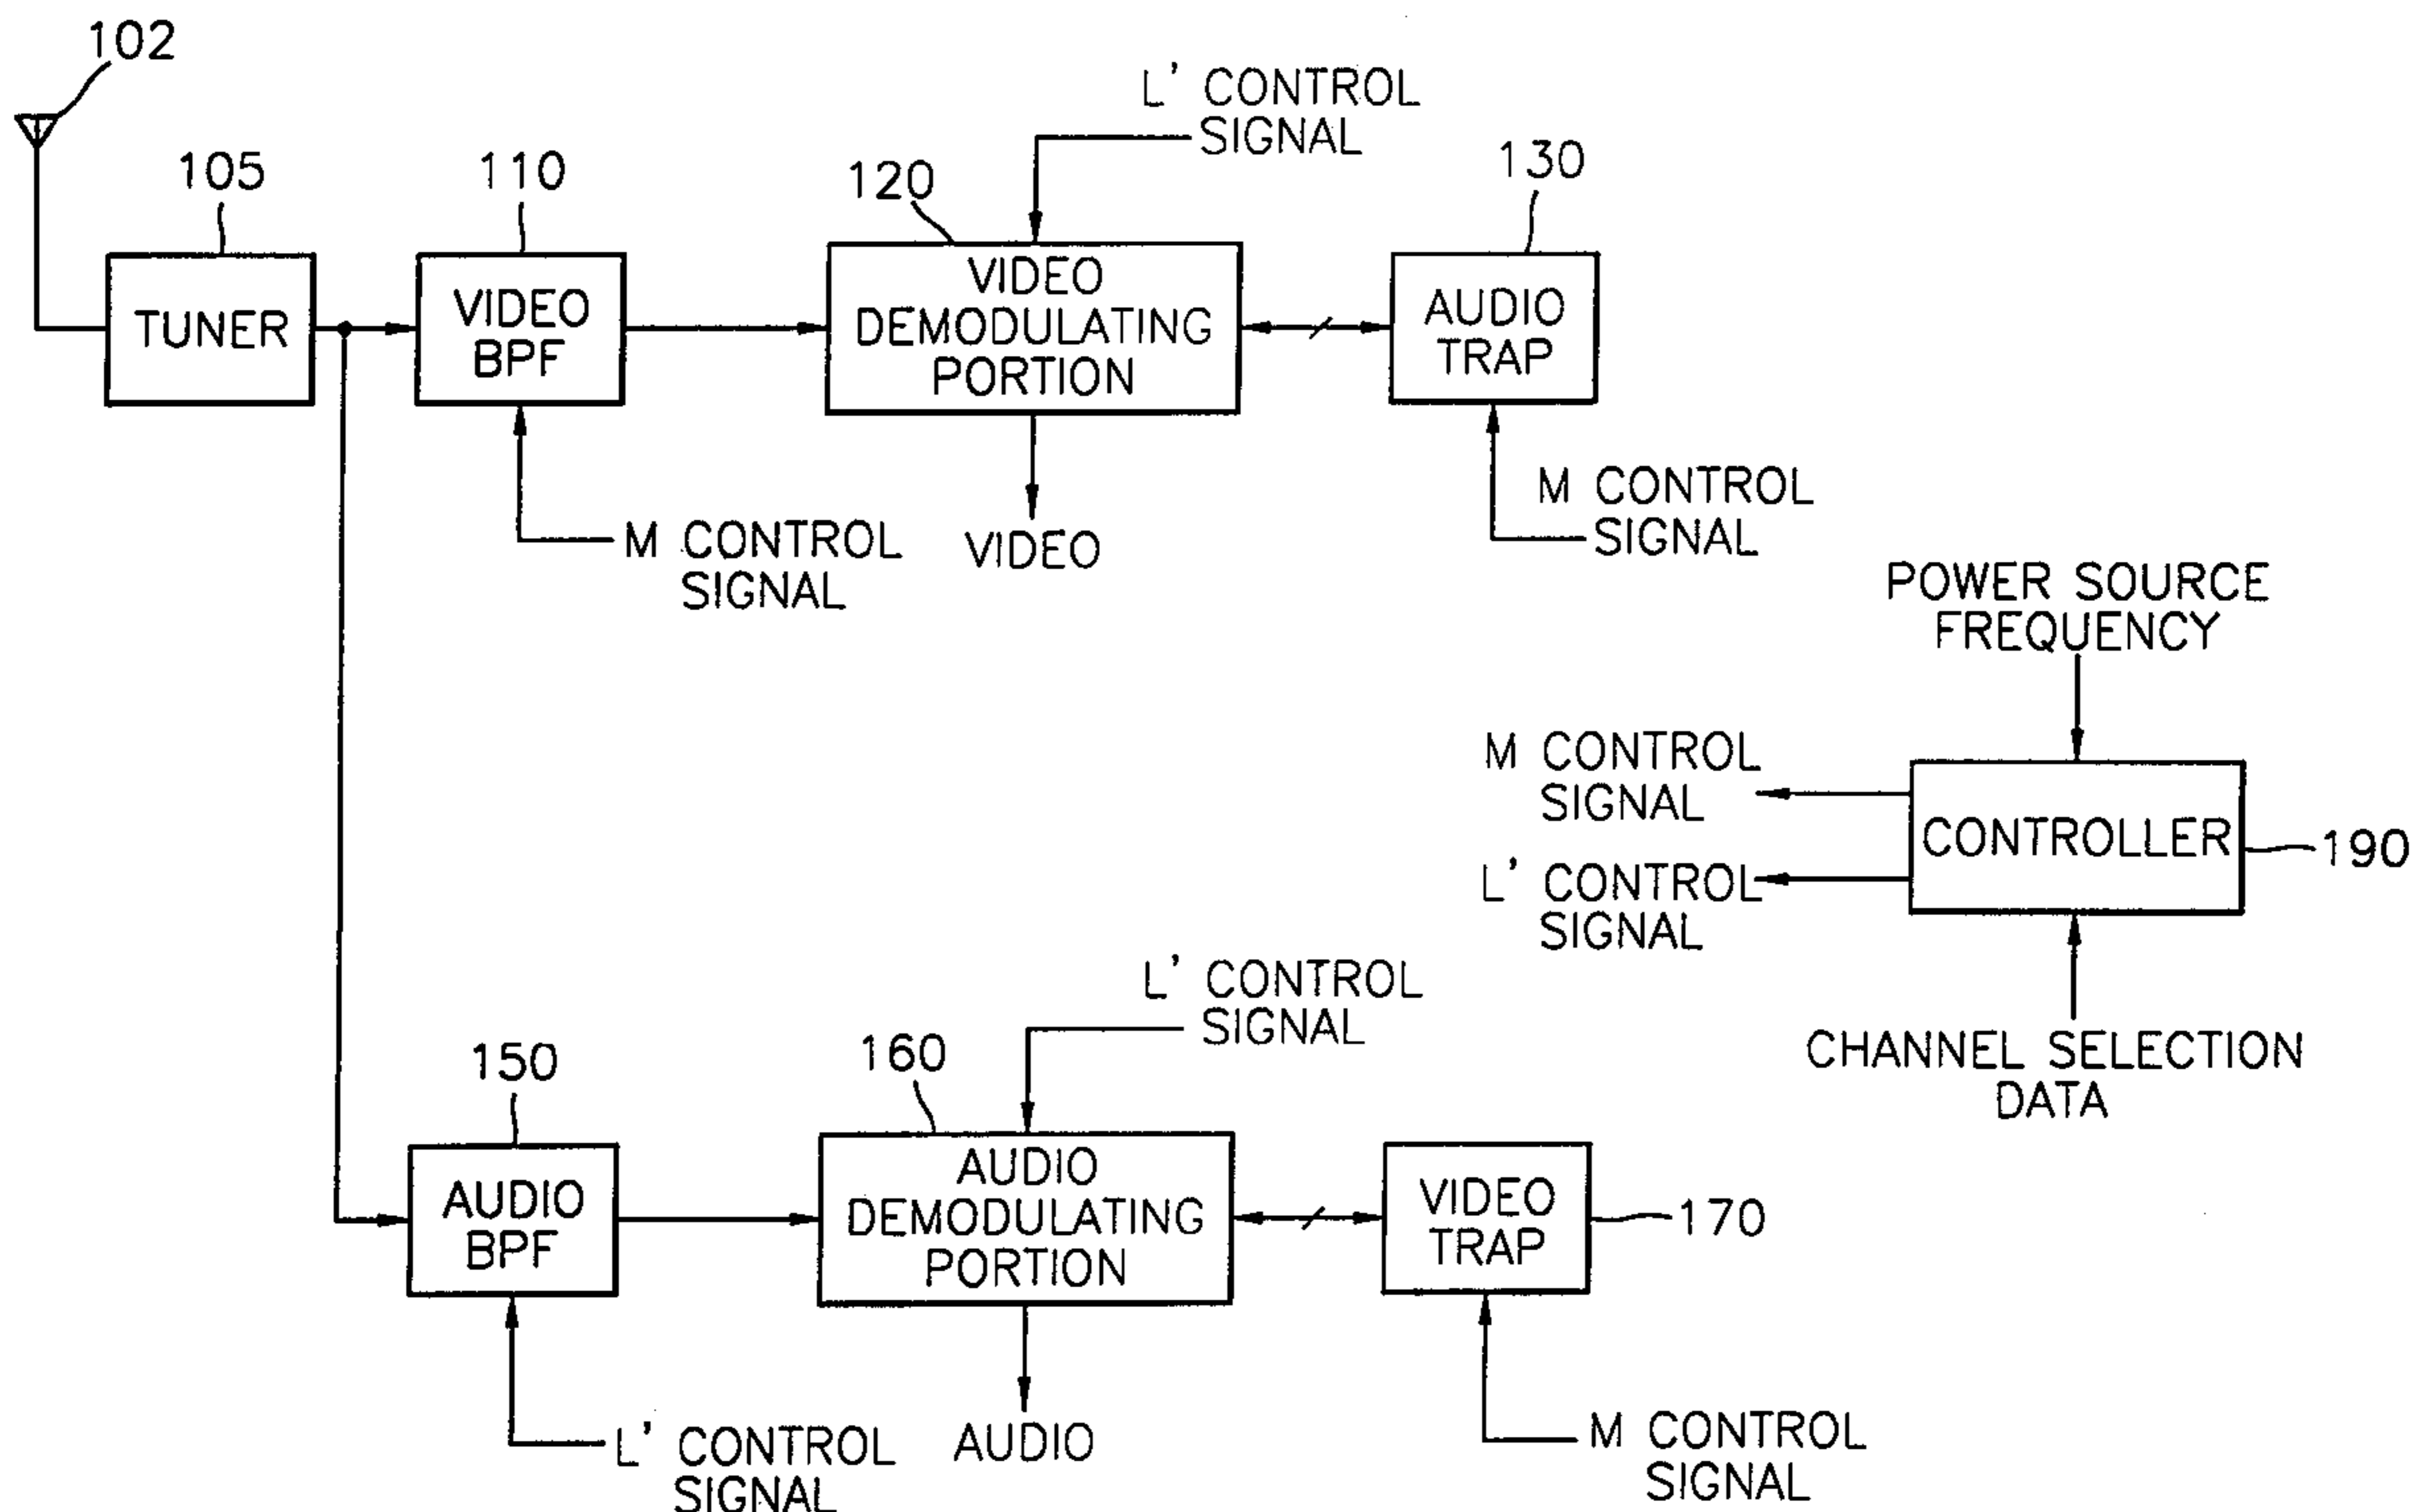 102
L' CONTROL
SIGNAL
105
110
120
130
TUNER
VIDEO
BPF
VIDEO
DEMODULATING
PORTION
AUDIO
TRAP
M CONTROL
SIGNAL
VIDEO
M CONTROL
SIGNAL
POWER SOURCE
FREQUENCY
M CONTROL
SIGNAL
L' CONTROL
SIGNAL
CONTROLLER
190
CHANNEL SELECTION
DATA
L' CONTROL
SIGNAL
150
160
AUDIO
BPF
AUDIO
DEMODULATING
PORTION
VIDEO
TRAP
170
L' CONTROL
SIGNAL
AUDIO
M CONTROL
SIGNAL